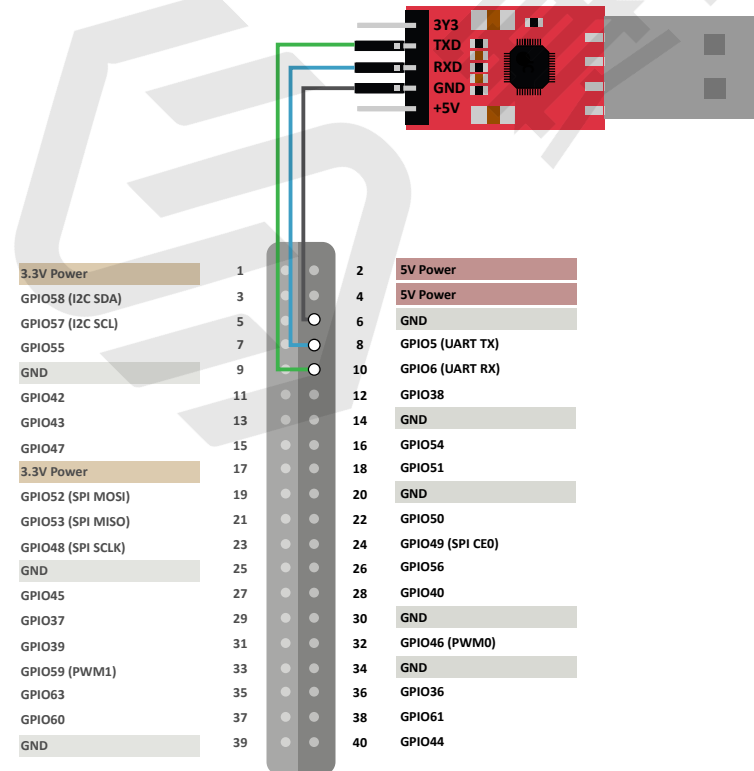 3Y3
TXD
RXD
GND
+5V
3.3V Power 1 2 5V Power
GPIO58 (I2C SDA) 3 4 5V Power
GPIO57 (I2C SCL) 5 6 GND
GPIO55 7 8 GPIO5 (UART TX)
GND 9 10 GPIO6 (UART RX)
GPIO42 11 12 GPIO38
GPIO43 13 14 GND
GPIO47 15 16 GPIO54
3.3V Power 17 18 GPIO51
GPIO52 (SPI MOSI) 19 20 GND
GPIO53 (SPI MISO) 21 22 GPIO50
GPIO48 (SPI SCLK) 23 24 GPIO49 (SPI CE0)
GND 25 26 GPIO56
GPIO45 27 28 GPIO40
GPIO37 29 30 GND
GPIO39 31 32 GPIO46 (PWM0)
GPIO59 (PWM1) 33 34 GND
GPIO63 35 36 GPIO36
GPIO60 37 38 GPIO61
GND 39 40 GPIO44